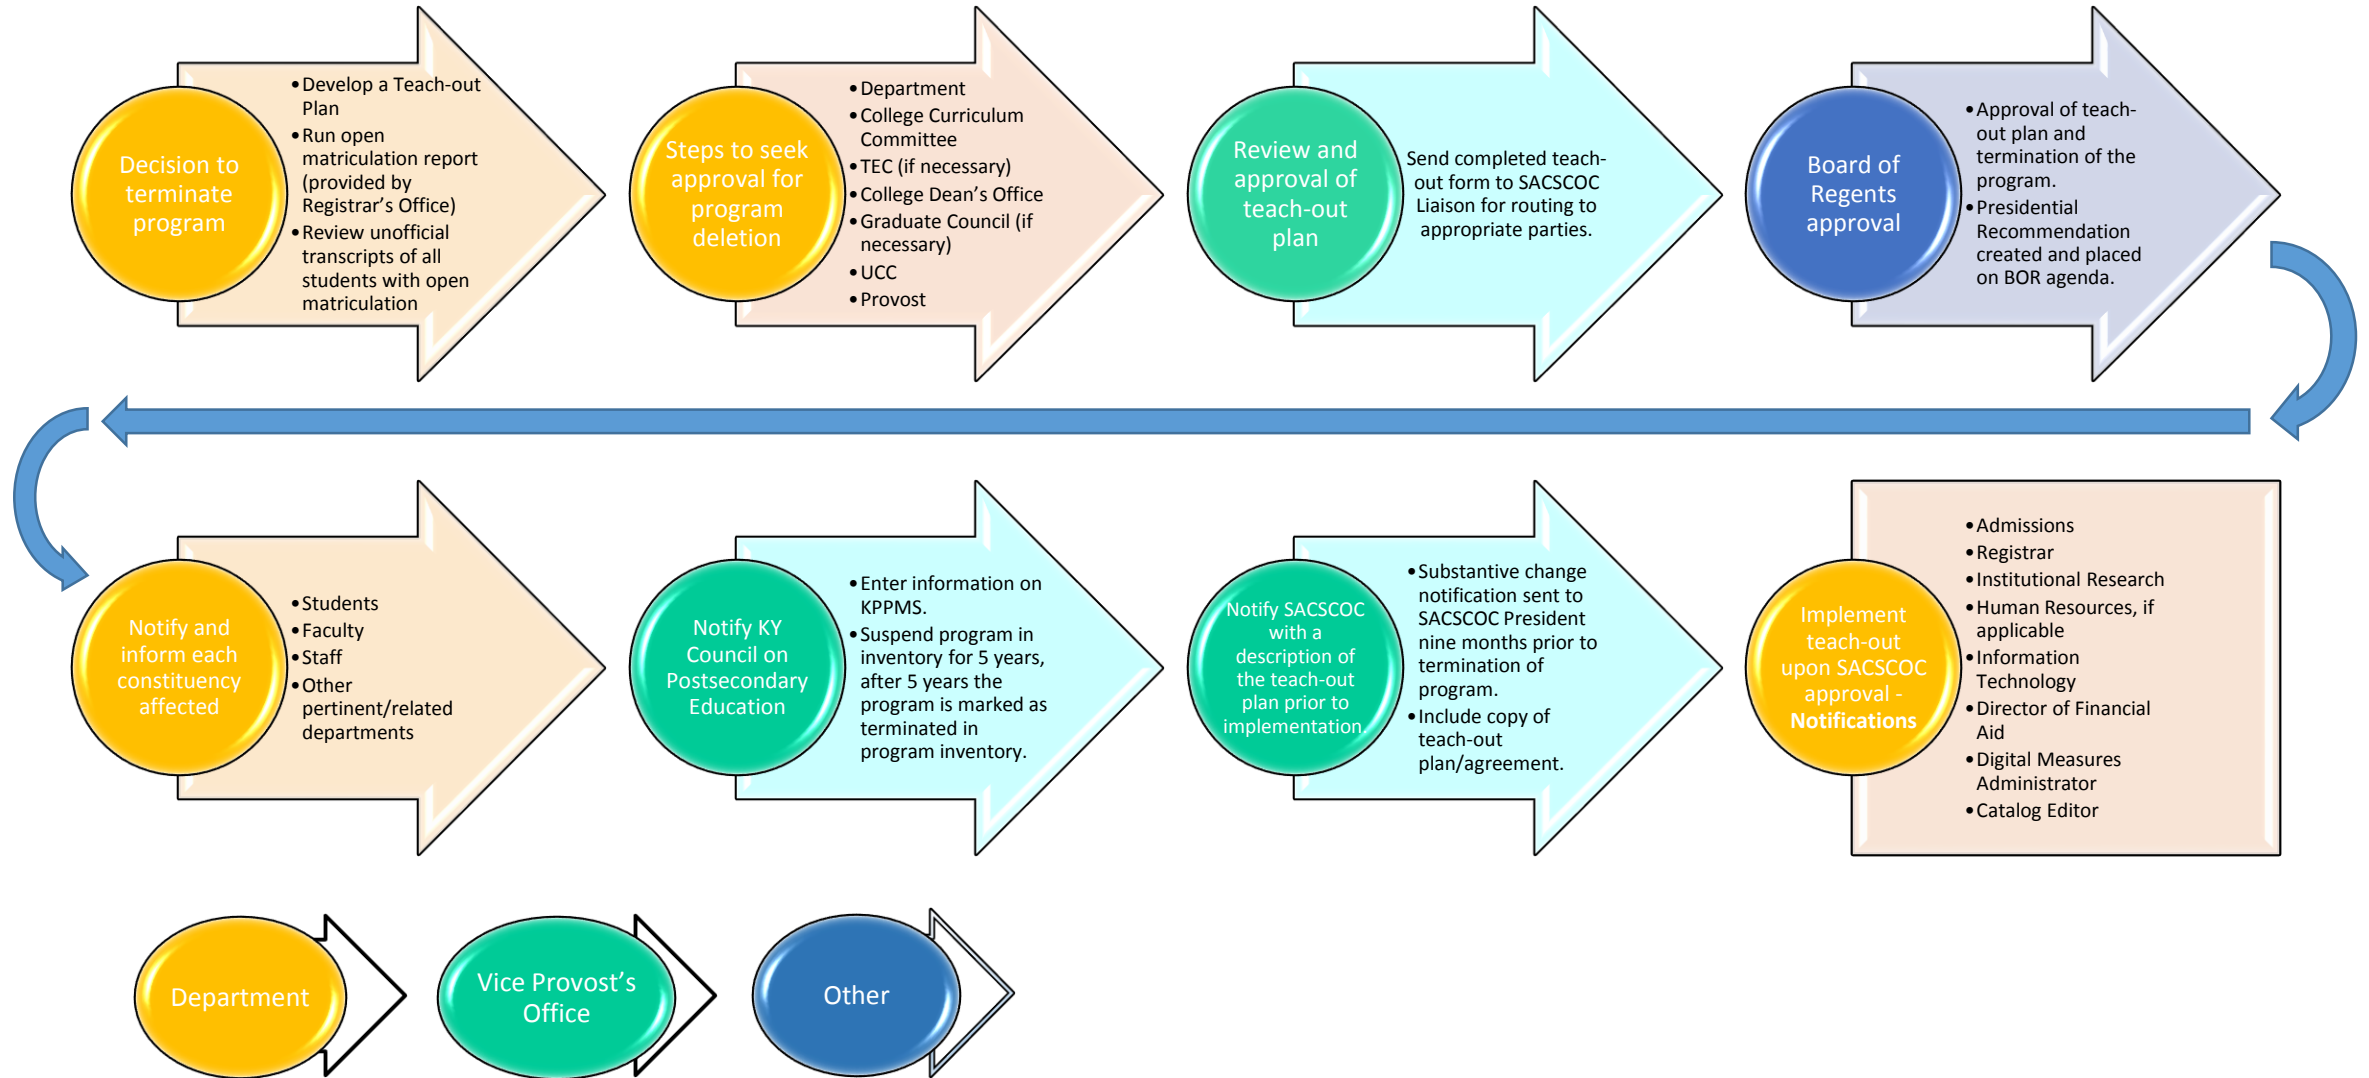 Decision to
terminate
program
•Develop a Teach-out
Plan
•Run open
matriculation report
(provided by
Registrar's Office)
•Review unofficial
transcripts of all
students with open
matriculation
Steps to seek
approval for
program
deletion
•Department
•College Curriculum
Committee
•TEC (if necessary)
•College Dean's Office
•Graduate Council (if
necessary)
•UCC
•Provost
Review and
approval of
teach-out
plan
Send completed teach-
out form to SACSCOC
Liaison for routing to
appropriate parties.
Board of
Regents
approval
•Approval of teach-
out plan and
termination of the
program.
•Presidential
Recommendation
created and placed
on BOR agenda.
Notify and
inform each
constituency
affected
•Students
•Faculty
•Staff
•Other
pertinent/related
departments
Notify KY
Council on
Postsecondary
Education
•Enter information on
KPPMS.
•Suspend program in
inventory for 5 years,
after 5 years the
program is marked as
terminated in
program inventory.
Notify SACSCOC
with a
description of
the teach-out
plan prior to
implementation.
•Substantive change
notification sent to
SACSCOC President
nine months prior to
termination of
program.
•Include copy of
teach-out
plan/agreement.
Implement
teach-out
upon SACSCOC
approval -
Notifications
•Admissions
•Registrar
•Institutional Research
•Human Resources, if
applicable
•Information
Technology
•Director of Financial
Aid
•Digital Measures
Administrator
•Catalog Editor
Department
Vice Provost's
Office
Other